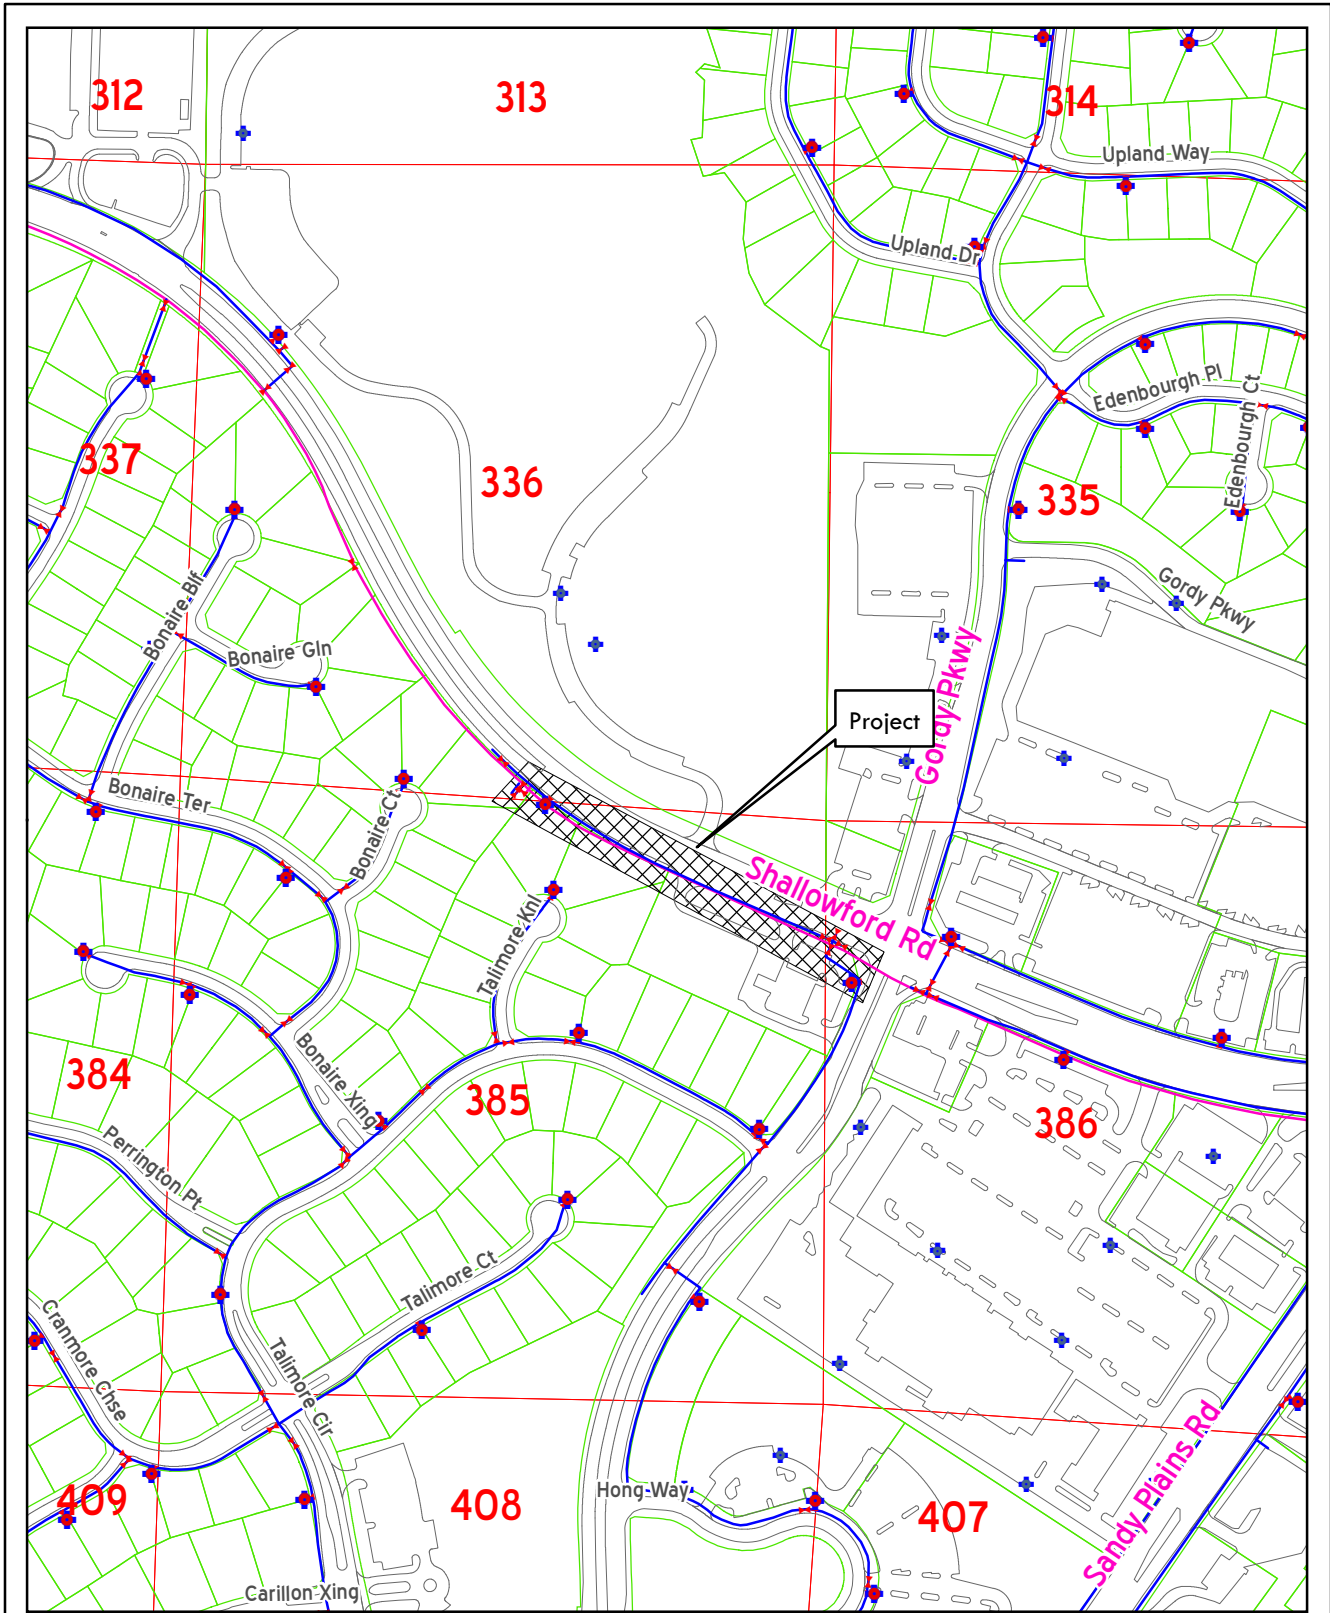 312
313
314
Upland Way
Upland Dr
Edenbourgh Pl
Edenbourgh Ct
337
336
335
Gordy Pkwy
Bonaire Blf
Bonaire Gln
Gordy Pkwy
Project
Bonaire Ter
Bonaire Ct
Shallowford Rd
Talimore Knl
Bonaire Xing
384
385
386
Perrington Pt
Talimore Ct
Cranmore Chse
Talimore Cir
Sandy Plains Rd
409
408
Hong Way
407
Carillon Xing